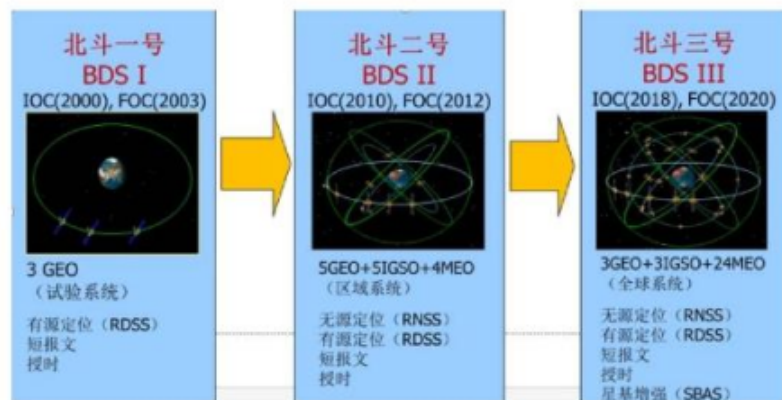 北斗一号
BDS I
IOC(2000), FOC(2003)
3 GEO
（试验系统）
有源定位（RDSS）
短报文
授时
北斗二号
BDS II
IOC(2010), FOC(2012)
5GEO+5IGSO+4MEO
（区域系统）
无源定位（RNSS）
有源定位（RDSS）
短报文
授时
北斗三号
BDS III
IOC(2018), FOC(2020)
3GEO+3IGSO+24MEO
（全球系统）
无源定位（RNSS）
有源定位（RDSS）
短报文
授时
星基增强（SBAS）